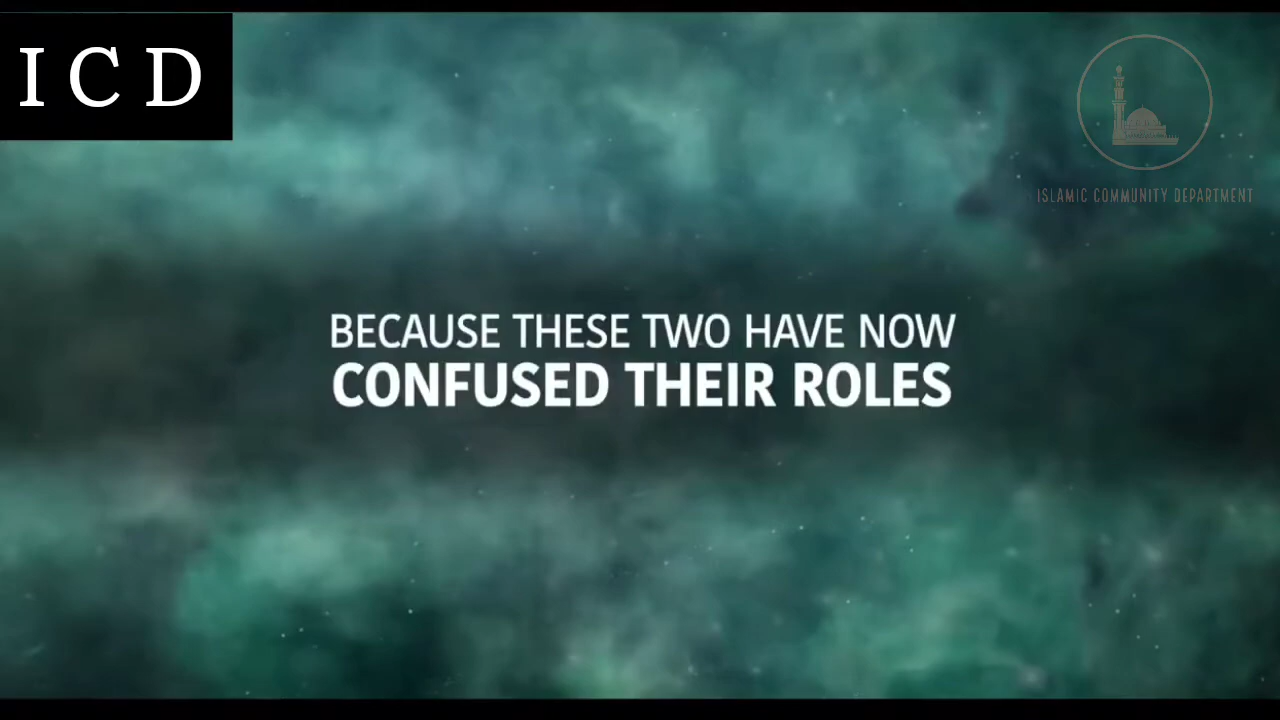 I C D
ISLAMIC COMMUNITY DEPARTMENT
BECAUSE THESE TWO HAVE NOW
CONFUSED THEIR ROLES